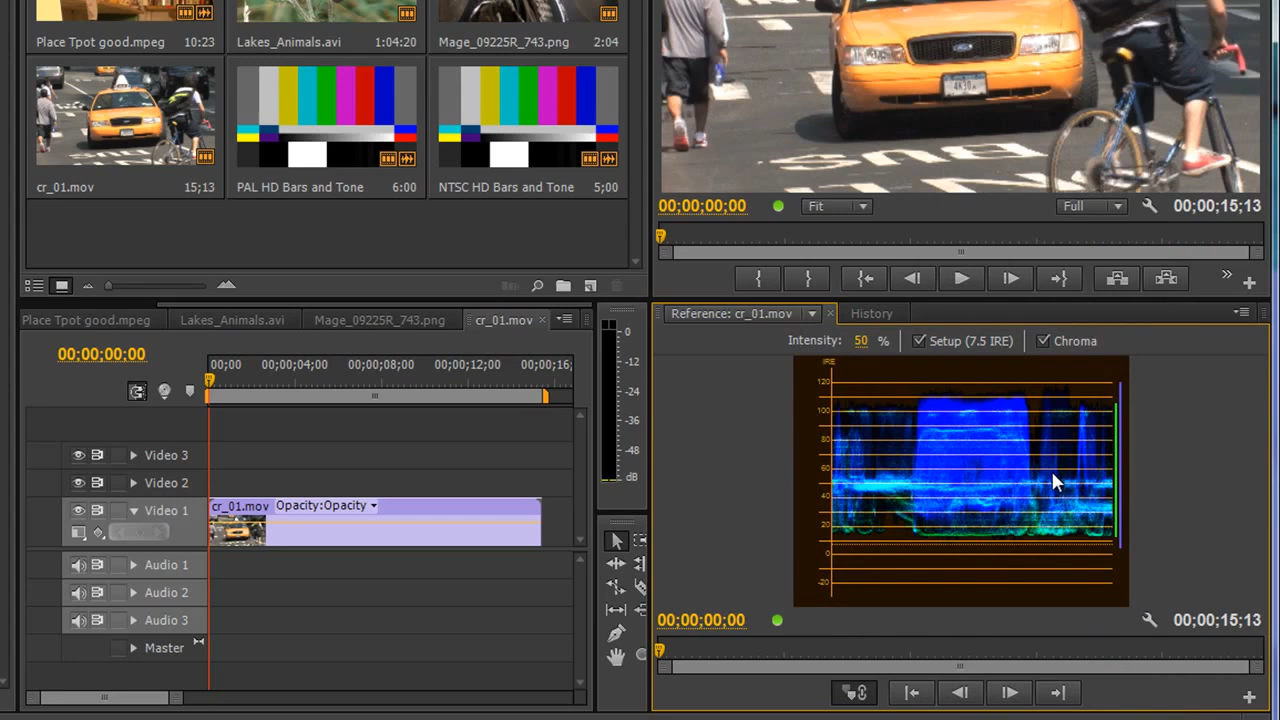 Place Tpot good.mpeg 10:23
Lakes_Animals.avi 1:04:20
Mage_09225R_743.png 2:04
cr_01.mov 15;13
PAL HD Bars and Tone 6:00
NTSC HD Bars and Tone 5;00
BUS
00;00;00;00 Fit Full 00;00;15;13
Place Tpot good.mpeg Lakes_Animals.avi Mage_09225R_743.png cr_01.mov
00;00;00;00
00;00 00;00;04;00 00;00;08;00 00;00;12;00 00;00;16;
Video 3
Video 2
Video 1
cr_01.mov Opacity:Opacity
Audio 1
Audio 2
Audio 3
Master
0
-12
-24
-36
-48
dB
Reference: cr_01.mov History
Intensity: 50 % Setup (7.5 IRE) Chroma
IRE
120
100
80
60
40
20
0
-20
00;00;00;00 00;00;15;13